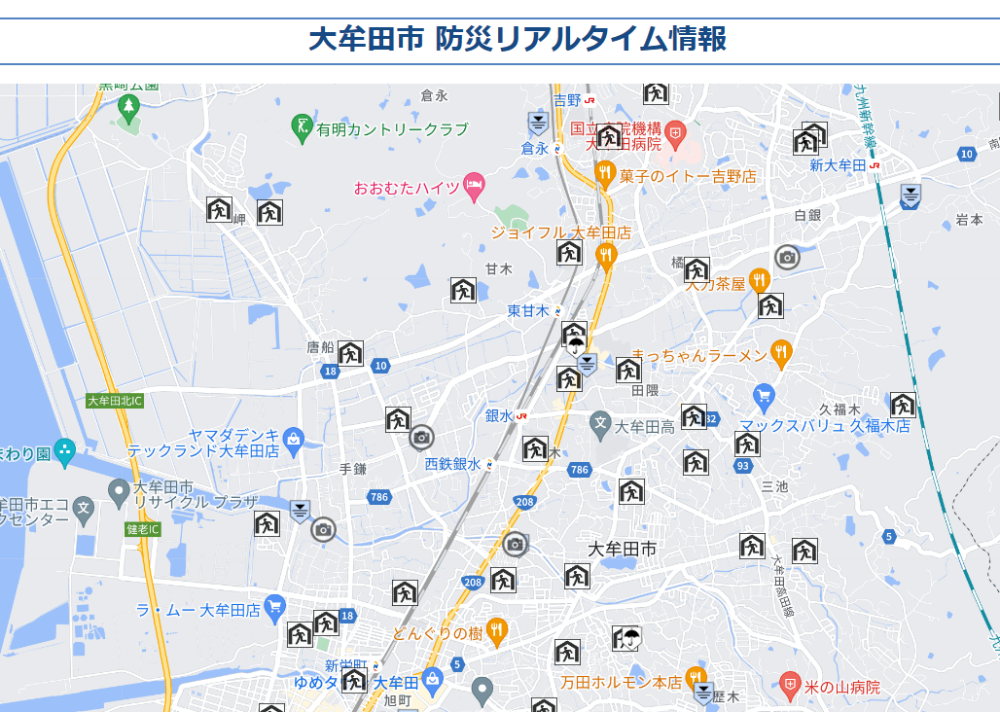 大牟田市 防災リアルタイム情報
黒崎公園
倉永
吉野
JR
有明カントリークラブ
倉永
国立
院機構
大
田病院
九州新幹線
新大牟田
JR
10
おおむたハイツ
菓子のイトー吉野店
岬
白銀
岩本
ジョイフル 大牟田店
甘木
橘
力茶屋
東甘木
唐船
18
10
まっちゃんラーメン
田隈
大牟田北IC
久福木
銀水
JR
大牟田高
マックスバリュ 久福木店
ヤマダデンキ
テックランド大牟田店
まわり園
西鉄銀水
木
手鎌
786
93
三池
786
208
大牟田市
リサイクル プラザ
牟田市エコ
クセンター
健老IC
大牟田市
5
大牟田高田線
208
ラ・ムー 大牟田店
18
どんぐりの樹
新栄町
5
ゆめタ
大牟田
旭町
万田ホルモン本店
歴木
米の山病院